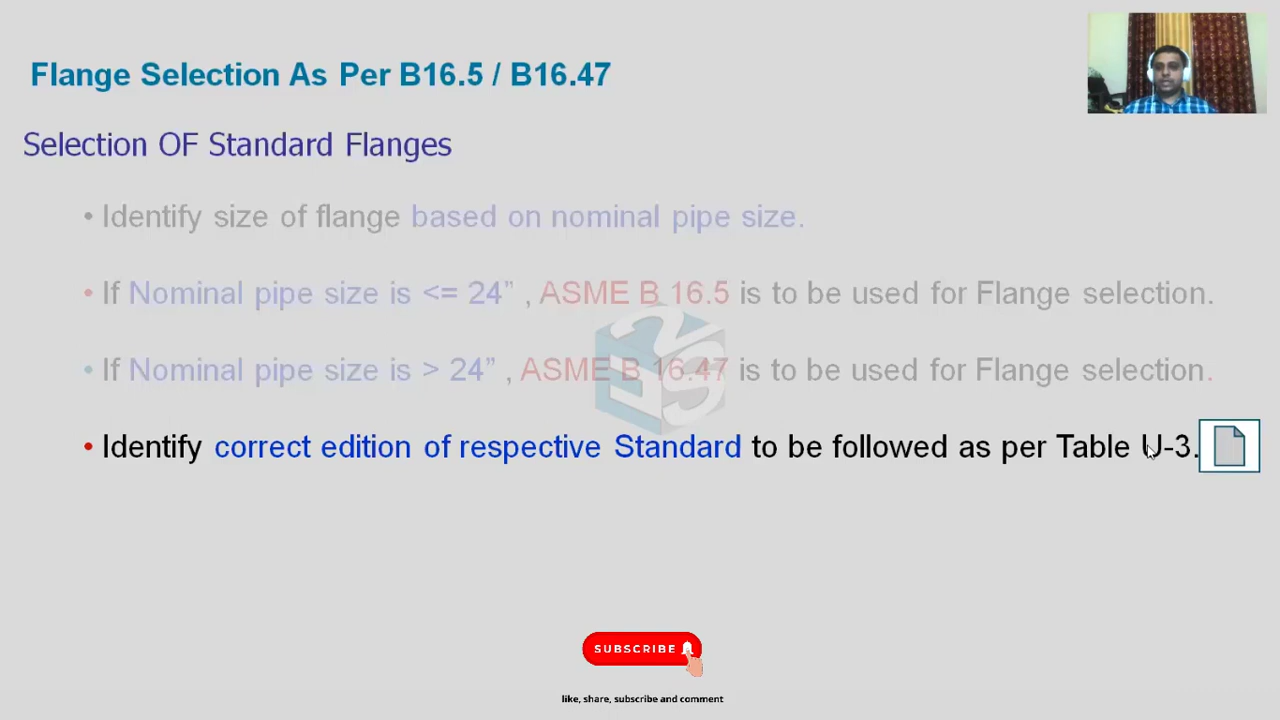 Flange Selection As Per B16.5 / B16.47
Selection OF Standard Flanges
• Identify size of flange based on nominal pipe size.
• If Nominal pipe size is <= 24” , ASME B 16.5 is to be used for Flange selection.
• If Nominal pipe size is > 24” , ASME B 16.47 is to be used for Flange selection.
• Identify correct edition of respective Standard to be followed as per Table U-3.
SUBSCRIBE
like, share, subscribe and comment